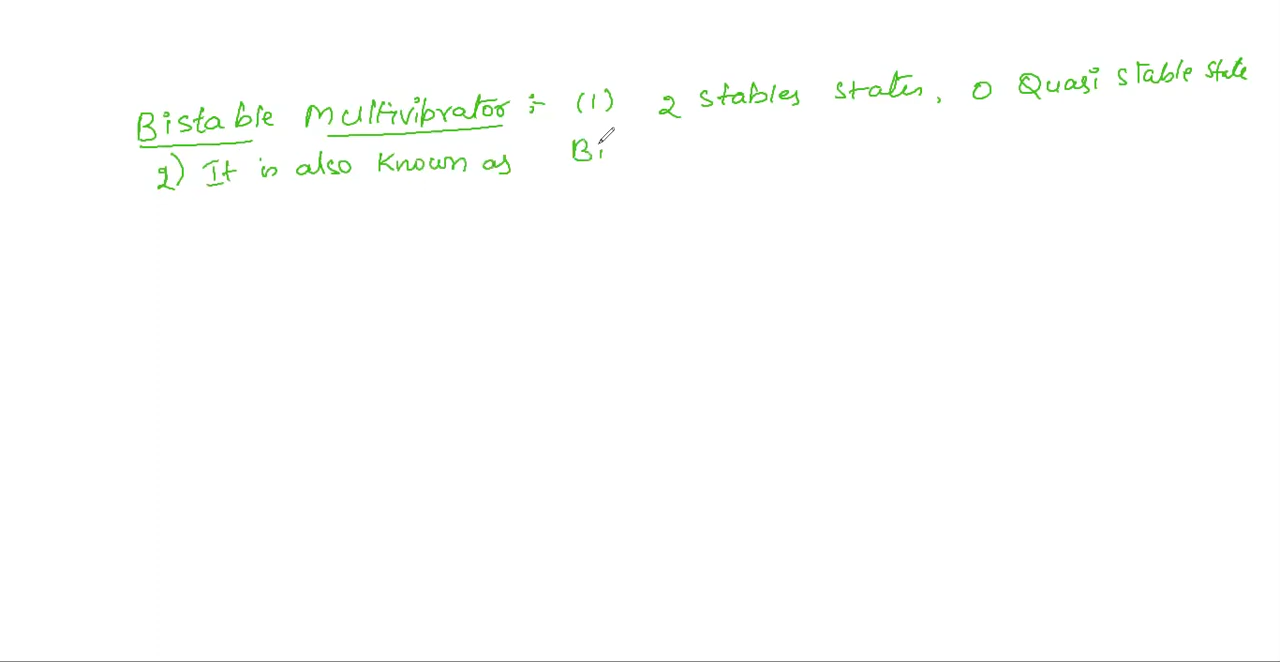 Bistable Multivibrator :- (1) 2 stables states, 0 Quasi stable state
2) It is also known as Bi